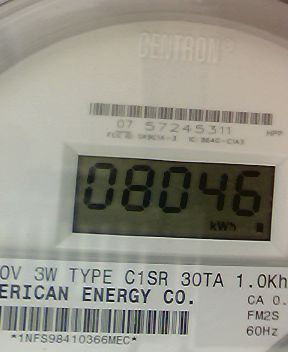 CENTRON®
07 57245311
HPP
08046
kWh
0V 3W TYPE C1SR 30TA 1.0Kh
ERICAN ENERGY CO.
CA 0.
FM2S
60Hz
*1NFS98410366MEC*